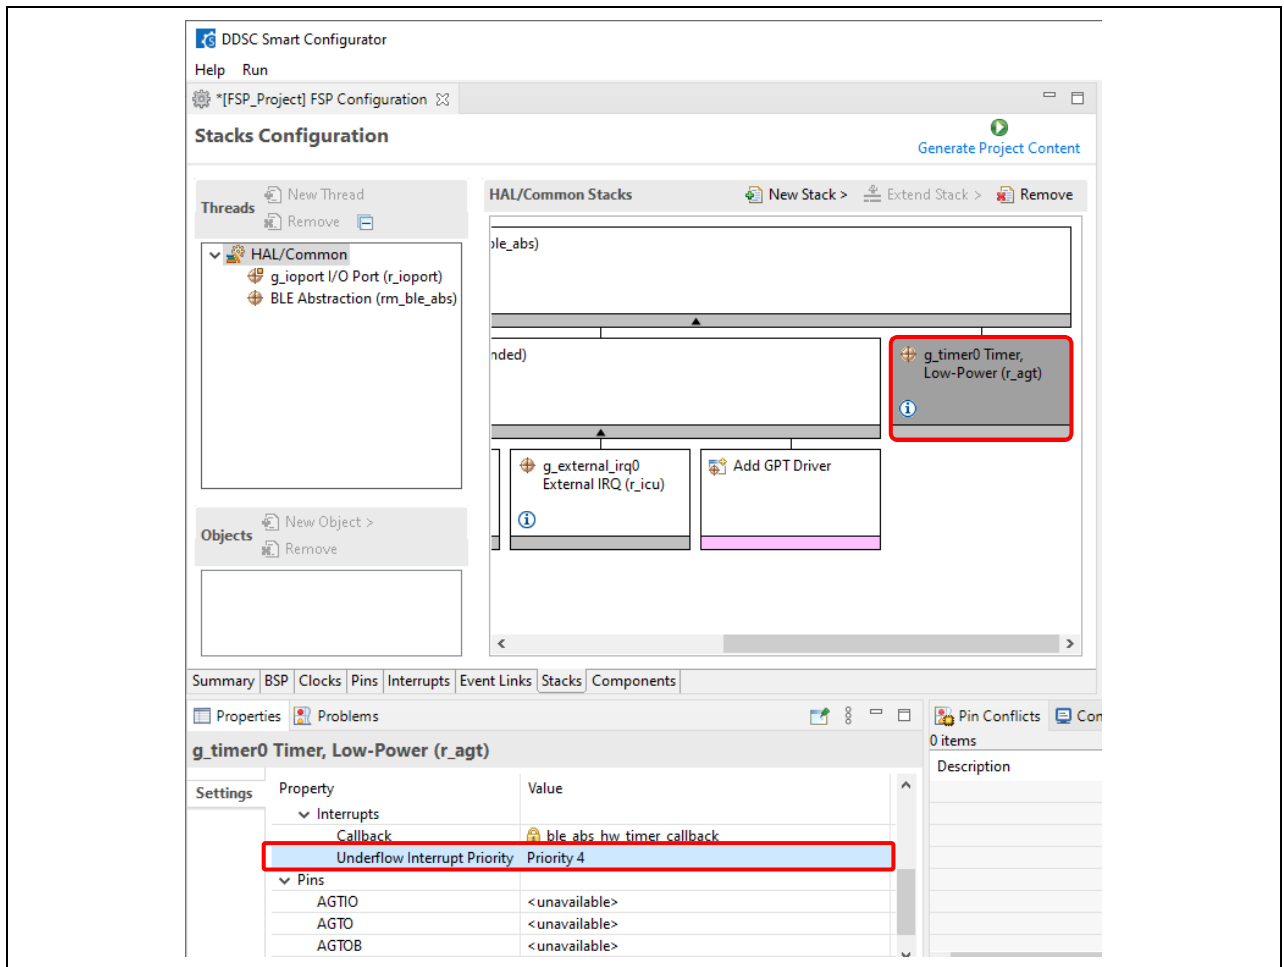 DDSC Smart Configurator
Help Run
*[FSP_Project] FSP Configuration
Stacks Configuration
Generate Project Content
Threads
New Thread
Remove
HAL/Common Stacks
New Stack >
Extend Stack >
Remove
HAL/Common
g_ioport I/O Port (r_ioport)
BLE Abstraction (rm_ble_abs)
ble_abs)
nded)
g_timer0 Timer,
Low-Power (r_agt)
g_external_irq0
External IRQ (r_icu)
Add GPT Driver
Objects
New Object >
Remove
Summary BSP Clocks Pins Interrupts Event Links Stacks Components
Properties Problems
Pin Conflicts Con
0 items
Description
g_timer0 Timer, Low-Power (r_agt)
Settings
Property Value
Interrupts
Callback ble_abs_hw_timer_callback
Underflow Interrupt Priority Priority 4
Pins
AGTIO <unavailable>
AGTO <unavailable>
AGTOB <unavailable>